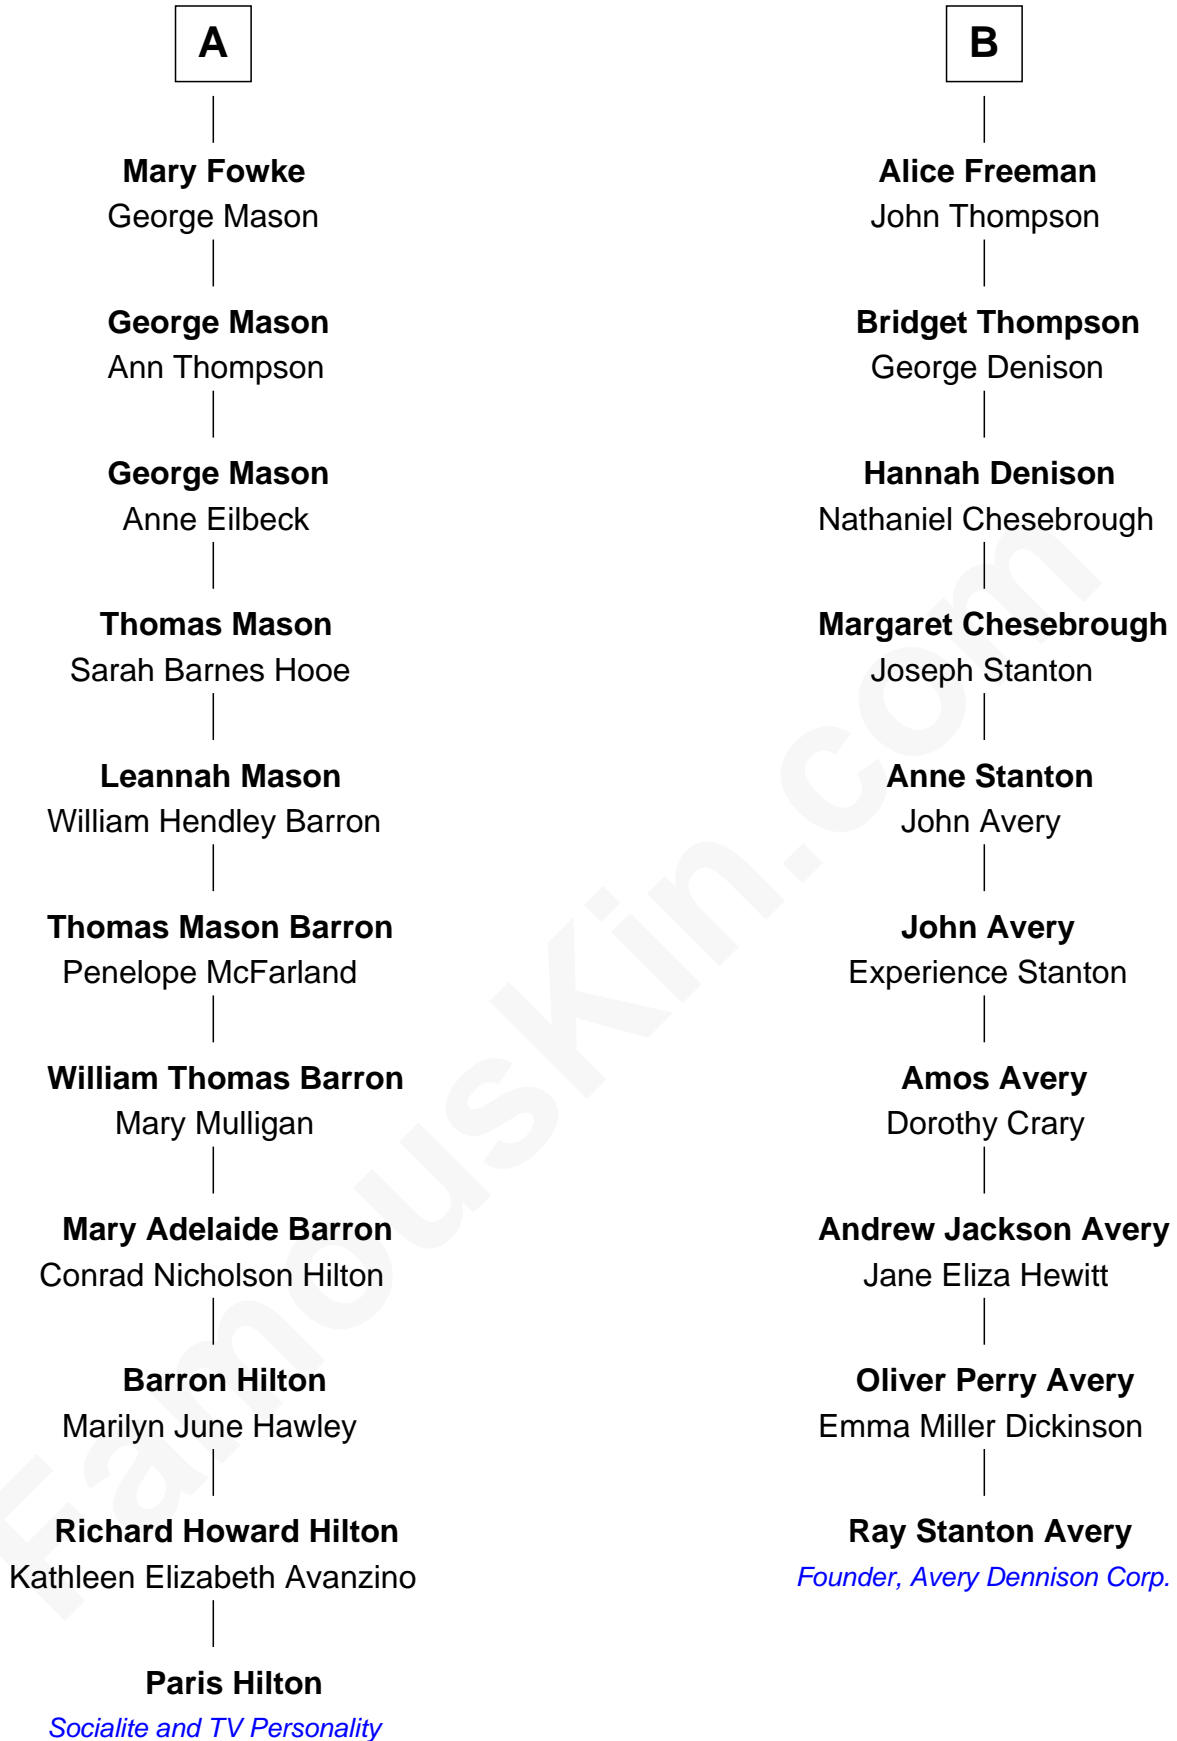 A
Mary Fowke
George Mason
George Mason
Ann Thompson
George Mason
Anne Eilbeck
Thomas Mason
Sarah Barnes Hooe
Leannah Mason
William Hendley Barron
Thomas Mason Barron
Penelope McFarland
William Thomas Barron
Mary Mulligan
Mary Adelaide Barron
Conrad Nicholson Hilton
Barron Hilton
Marilyn June Hawley
Richard Howard Hilton
Kathleen Elizabeth Avanzino
Paris Hilton
Socialite and TV Personality
B
Alice Freeman
John Thompson
Bridget Thompson
George Denison
Hannah Denison
Nathaniel Chesebrough
Margaret Chesebrough
Joseph Stanton
Anne Stanton
John Avery
John Avery
Experience Stanton
Amos Avery
Dorothy Crary
Andrew Jackson Avery
Jane Eliza Hewitt
Oliver Perry Avery
Emma Miller Dickinson
Ray Stanton Avery
Founder, Avery Dennison Corp.
FamousKin.com